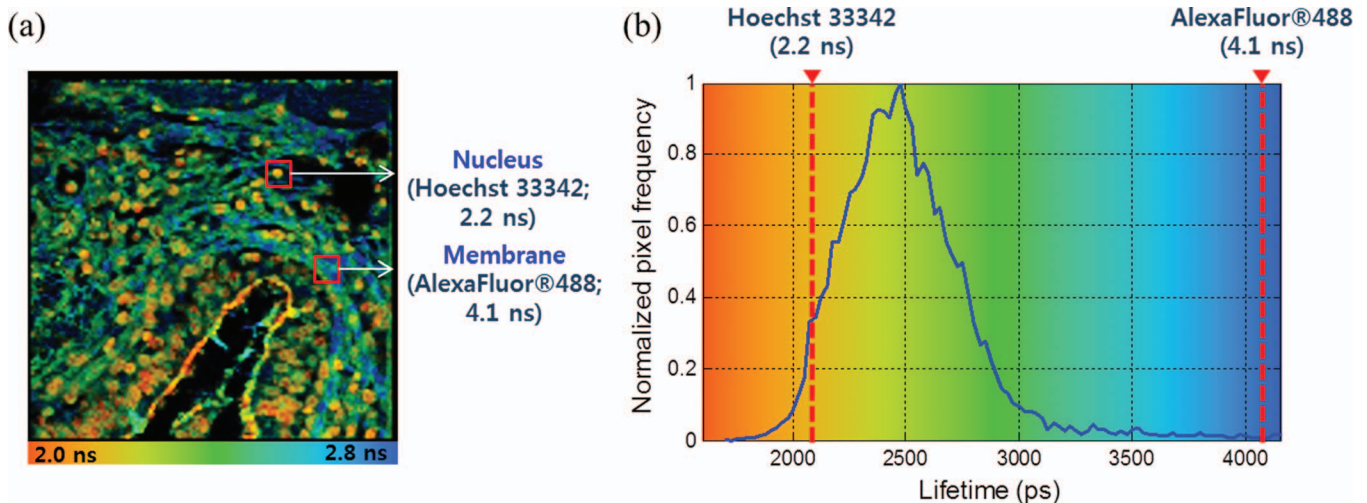 (a)
Nucleus
(Hoechst 33342;
2.2 ns)
Membrane
(AlexaFluor®488;
4.1 ns)
2.0 ns
2.8 ns
(b)
Hoechst 33342
(2.2 ns)
AlexaFluor®488
(4.1 ns)
Normalized pixel frequency
1
0.8
0.6
0.4
0.2
0
2000
2500
3000
3500
4000
Lifetime (ps)